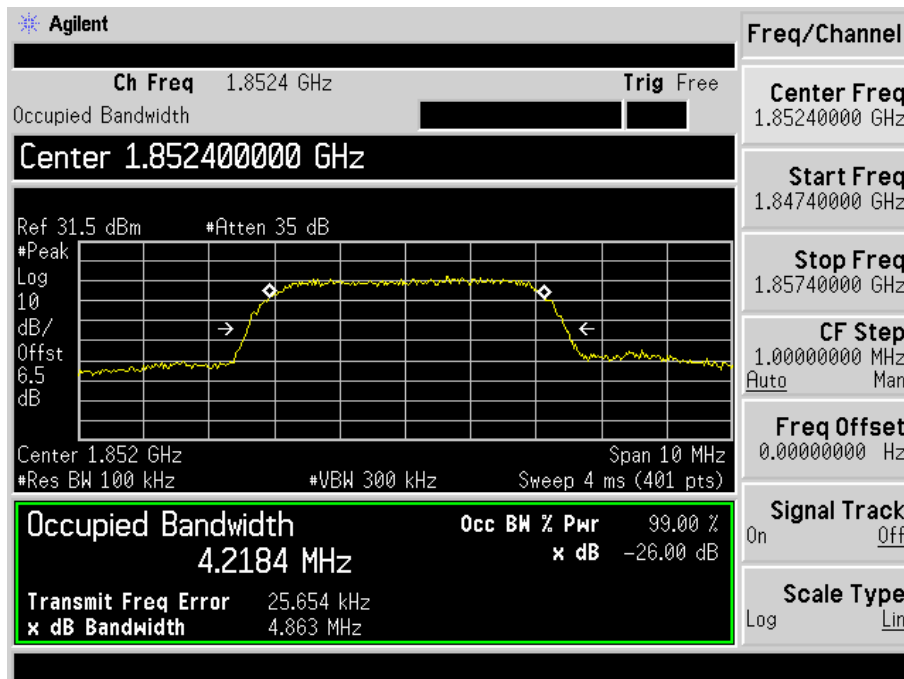 Agilent
Ch Freq 1.8524 GHz Trig Free
Occupied Bandwidth
Center 1.852400000 GHz
Ref 31.5 dBm #Atten 35 dB
#Peak
Log
10
dB/
Offst
6.5
dB
Center 1.852 GHz Span 10 MHz
#Res BW 100 kHz #VBW 300 kHz Sweep 4 ms (401 pts)
Occupied Bandwidth Occ BW % Pwr 99.00 %
4.2184 MHz x dB -26.00 dB
Transmit Freq Error 25.654 kHz
x dB Bandwidth 4.863 MHz
Freq/Channel
Center Freq
1.85240000 GHz
Start Freq
1.84740000 GHz
Stop Freq
1.85740000 GHz
CF Step
1.00000000 MHz
Auto Man
Freq Offset
0.00000000 Hz
Signal Track
On Off
Scale Type
Log Lin